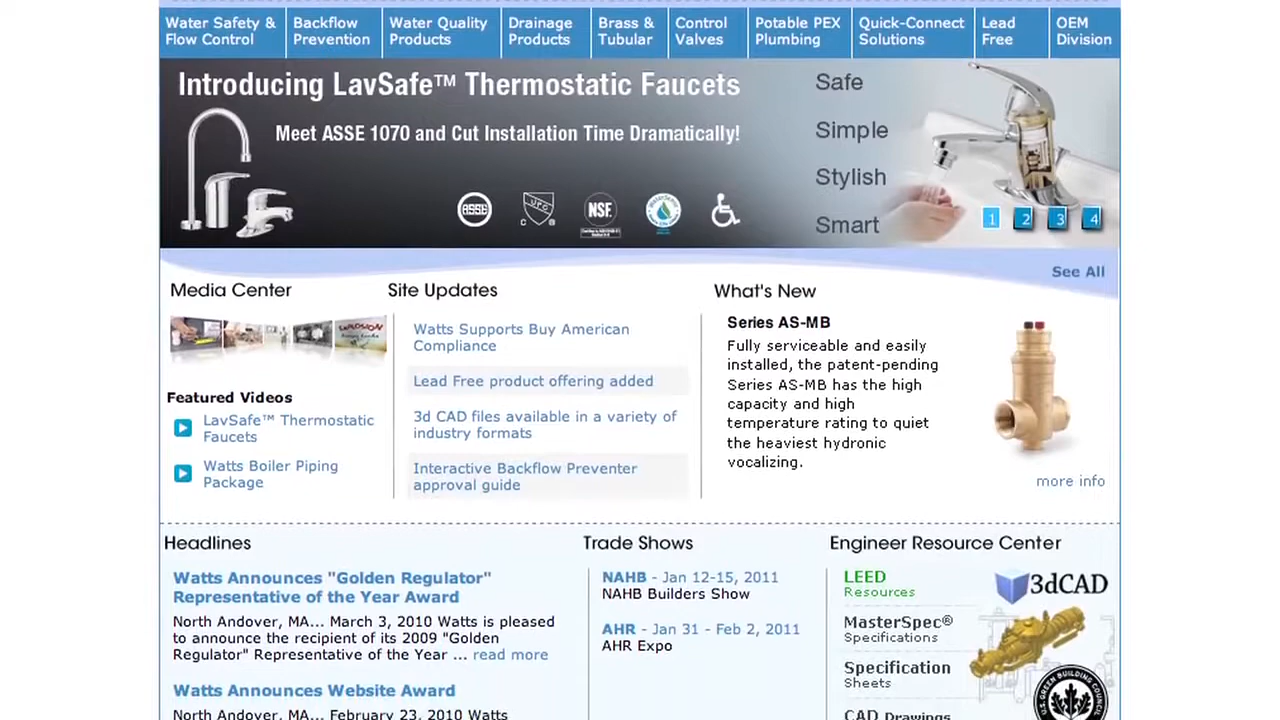 Water Safety &
Flow Control
Backflow
Prevention
Water Quality
Products
Drainage
Products
Brass &
Tubular
Control
Valves
Potable PEX
Plumbing
Quick-Connect
Solutions
Lead
Free
OEM
Division
Introducing LavSafe™ Thermostatic Faucets
Meet ASSE 1070 and Cut Installation Time Dramatically!
Safe
Simple
Stylish
Smart
ASSE
UPC
C
NSF
1
2
3
4
See All
Media Center
EXPLOSION
Featured Videos
LavSafe™ Thermostatic
Faucets
Watts Boiler Piping
Package
Site Updates
Watts Supports Buy American
Compliance
Lead Free product offering added
3d CAD files available in a variety of
industry formats
Interactive Backflow Preventer
approval guide
What's New
Series AS-MB
Fully serviceable and easily
installed, the patent-pending
Series AS-MB has the high
capacity and high
temperature rating to quiet
the heaviest hydronic
vocalizing.
more info
Headlines
Watts Announces "Golden Regulator"
Representative of the Year Award
North Andover, MA... March 3, 2010 Watts is pleased
to announce the recipient of its 2009 "Golden
Regulator" Representative of the Year ... read more
Watts Announces Website Award
North Andover, MA... February 23, 2010 Watts
Trade Shows
NAHB - Jan 12-15, 2011
NAHB Builders Show
AHR - Jan 31 - Feb 2, 2011
AHR Expo
Engineer Resource Center
LEED
Resources
3dCAD
MasterSpec®
Specifications
Specification
Sheets
CAD Drawings
U.S. GREEN BUILDING COUNCIL